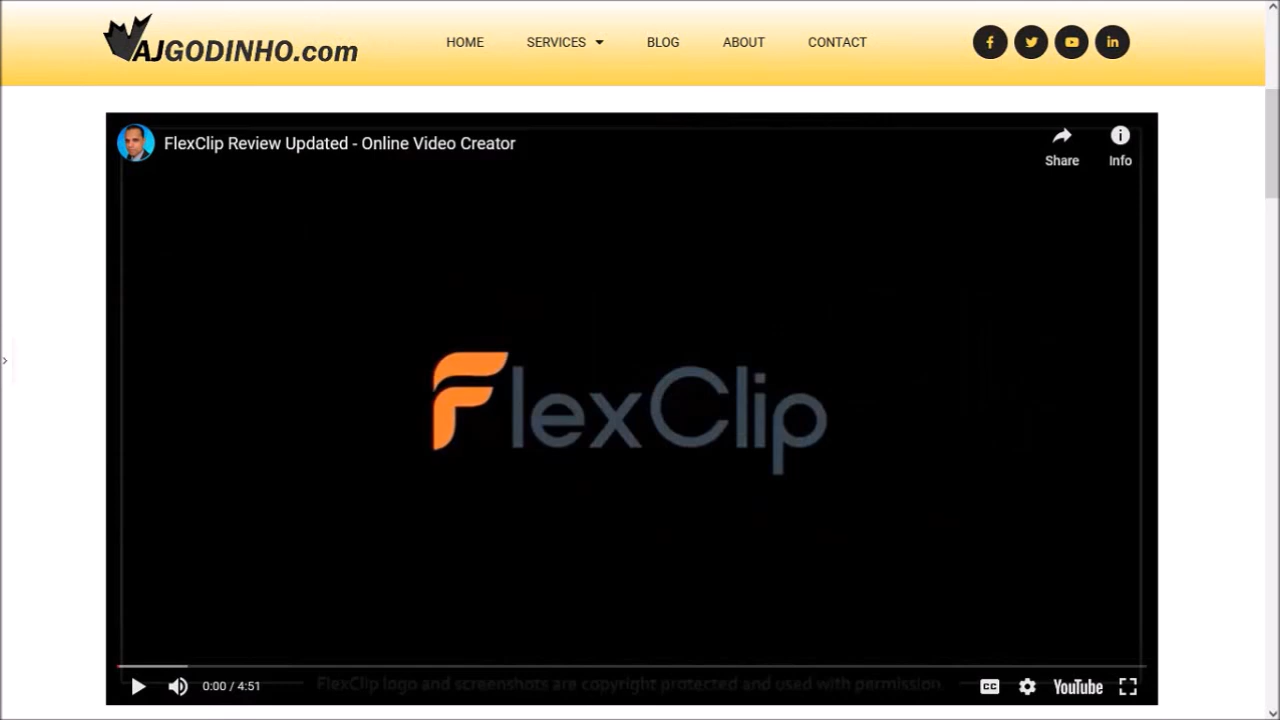 AJGODINHO.com
HOME SERVICES BLOG ABOUT CONTACT
FlexClip Review Updated - Online Video Creator
Share Info
FlexClip
FlexClip logo and screenshots are copyright protected and used with permission.
0:00 / 4:51
CC YouTube